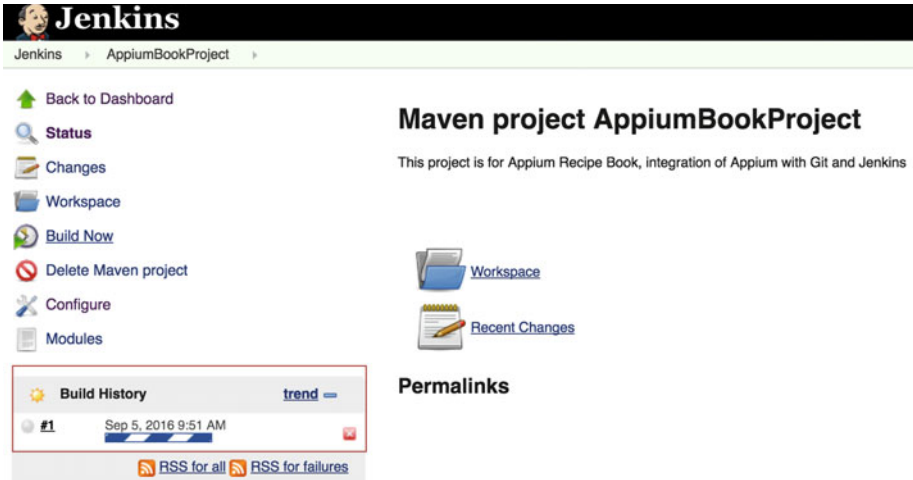 Jenkins
Jenkins AppiumBookProject
Back to Dashboard
Status
Changes
Workspace
Build Now
Delete Maven project
Configure
Modules
Build History trend
#1 Sep 5, 2016 9:51 AM
RSS for all RSS for failures
Maven project AppiumBookProject
This project is for Appium Recipe Book, integration of Appium with Git and Jenkins
Workspace
Recent Changes
Permalinks